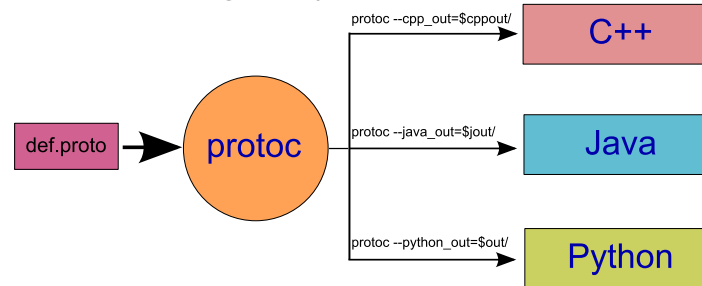 protoc --cpp_out=$cppout/
C++
def.proto
protoc
protoc --java_out=$jout/
Java
protoc --python_out=$out/
Python